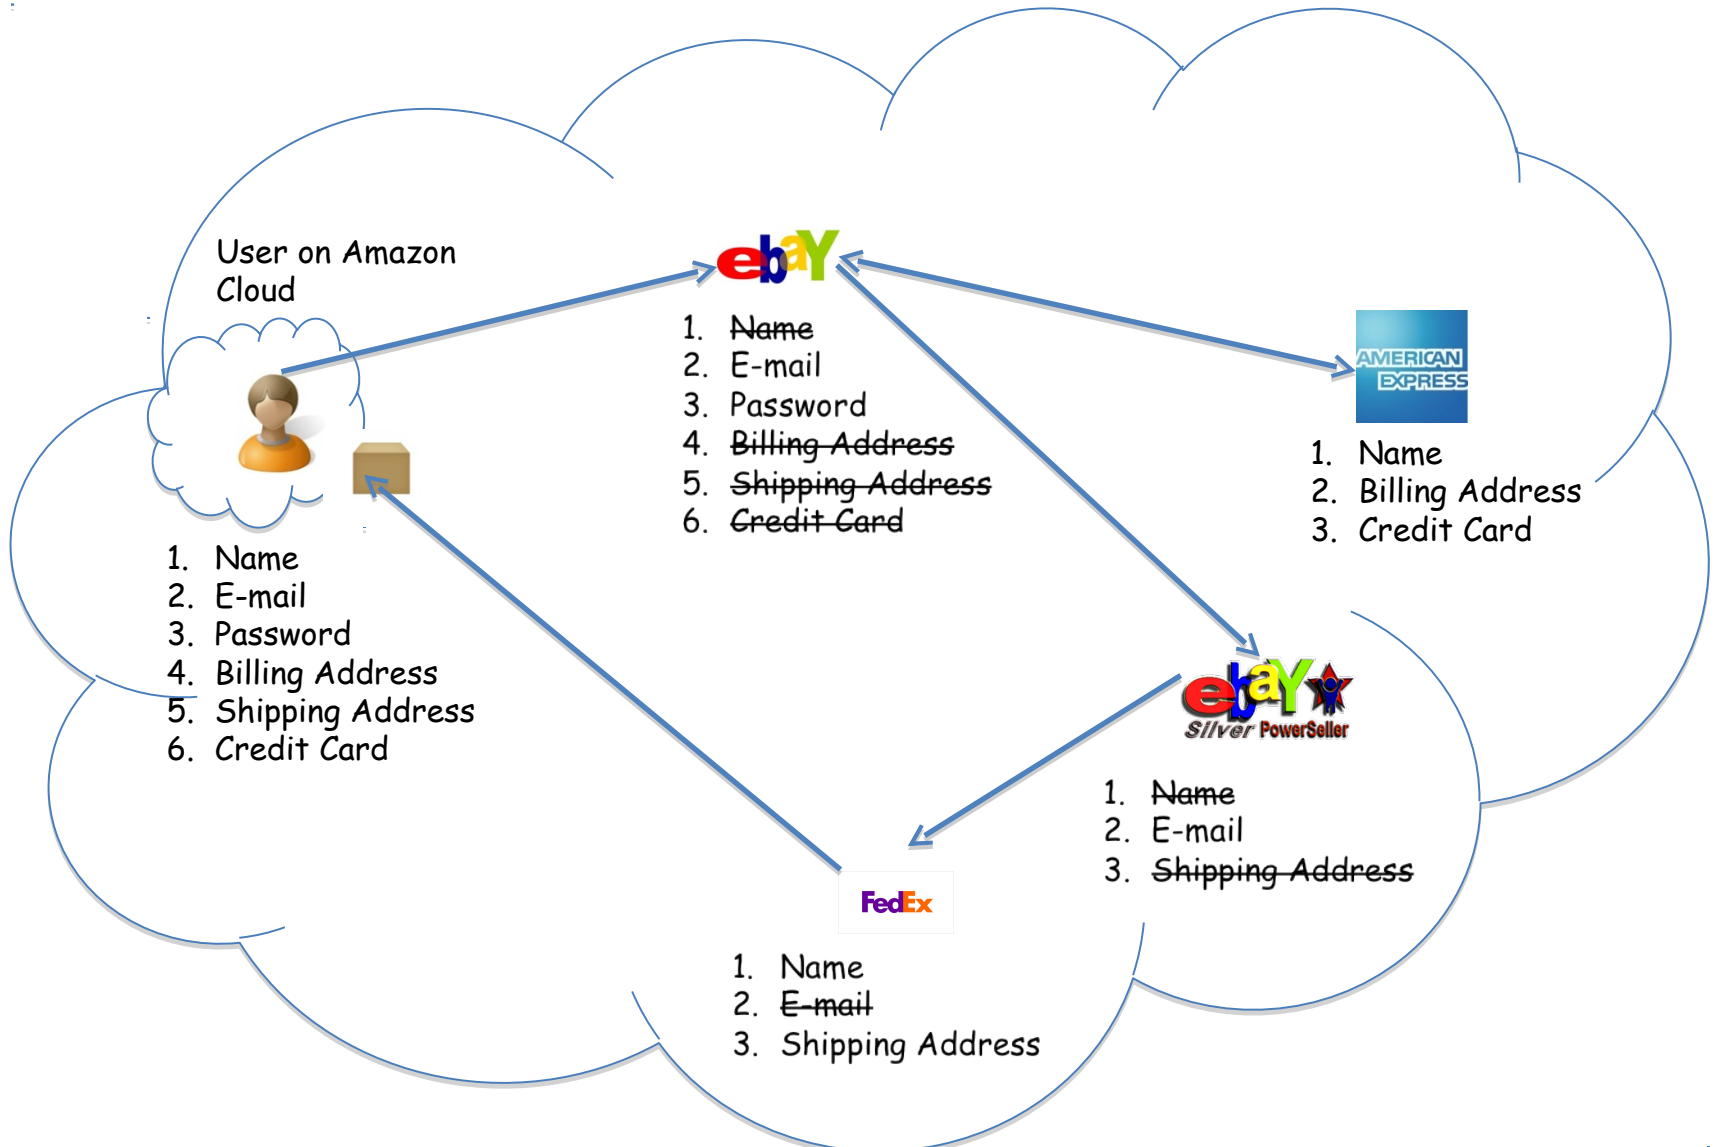 User on Amazon
Cloud
ebaY
1. Name
2. E-mail
3. Password
4. Billing Address
5. Shipping Address
6. Credit Card
AMERICAN
EXPRESS
1. Name
2. Billing Address
3. Credit Card
1. Name
2. E-mail
3. Password
4. Billing Address
5. Shipping Address
6. Credit Card
ebaY
Silver PowerSeller
1. Name
2. E-mail
3. Shipping Address
FedEx
1. Name
2. E-mail
3. Shipping Address